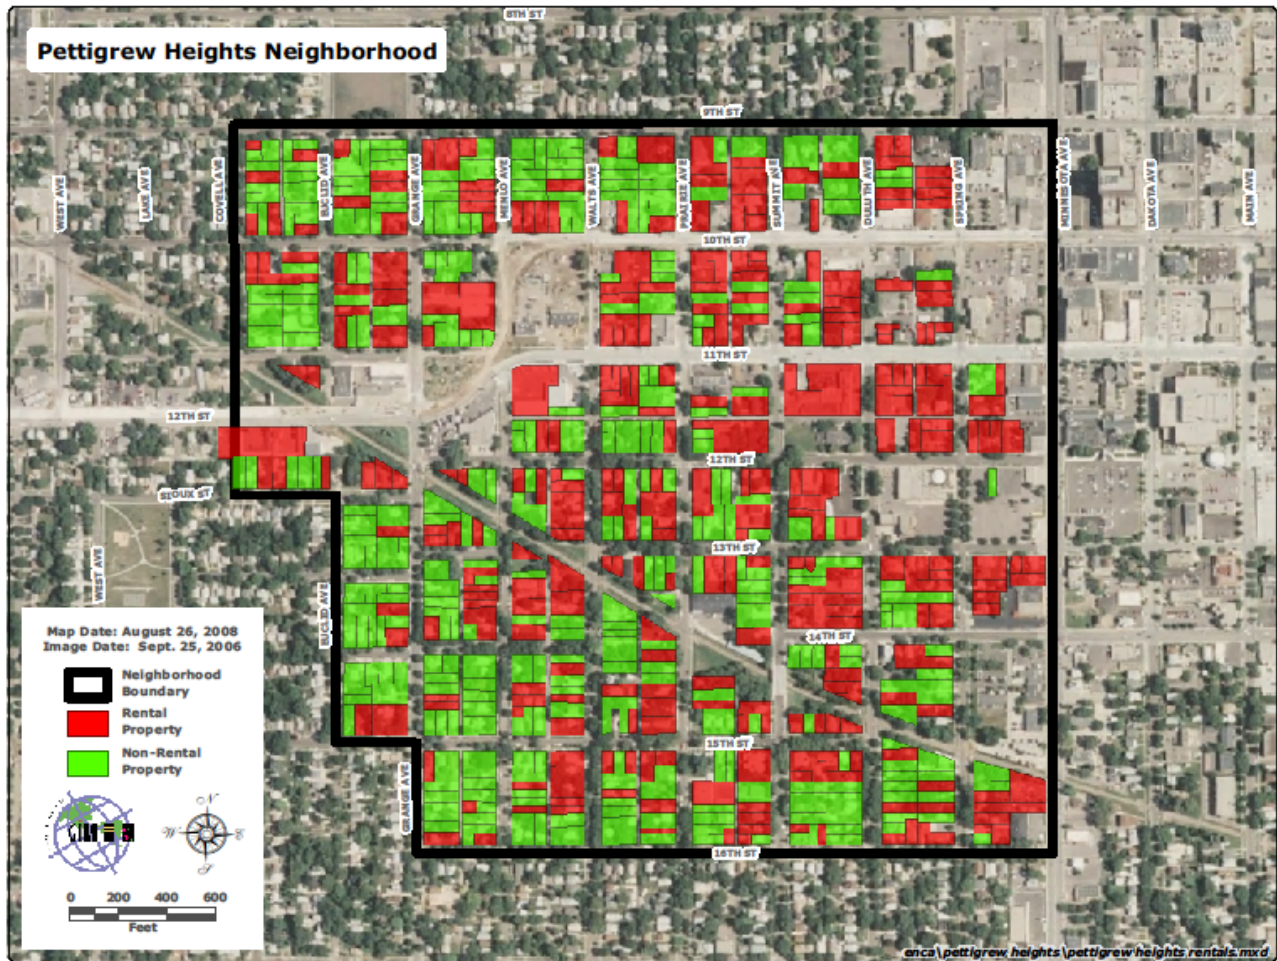 8TH ST
Pettigrew Heights Neighborhood
9TH ST
WEST AVE
LAKE AVE
COVELL AVE
EUCLID AVE
GRANGE AVE
MENLO AVE
WALTS AVE
PRAIRIE AVE
SUMMIT AVE
DULUTH AVE
SPRING AVE
MINNESOTA AVE
DAKOTA AVE
MAIN AVE
10TH ST
11TH ST
12TH ST
12TH ST
SIOUX ST
13TH ST
WEST AVE
EUCLID AVE
14TH ST
15TH ST
GRANGE AVE
16TH ST
Map Date: August 26, 2008
Image Date: Sept. 25, 2006
Neighborhood
Boundary
Rental
Property
Non-Rental
Property
N
W E
S
0 200 400 600
Feet
enca\pettigrew heights\pettigrew heights rentals.mxd